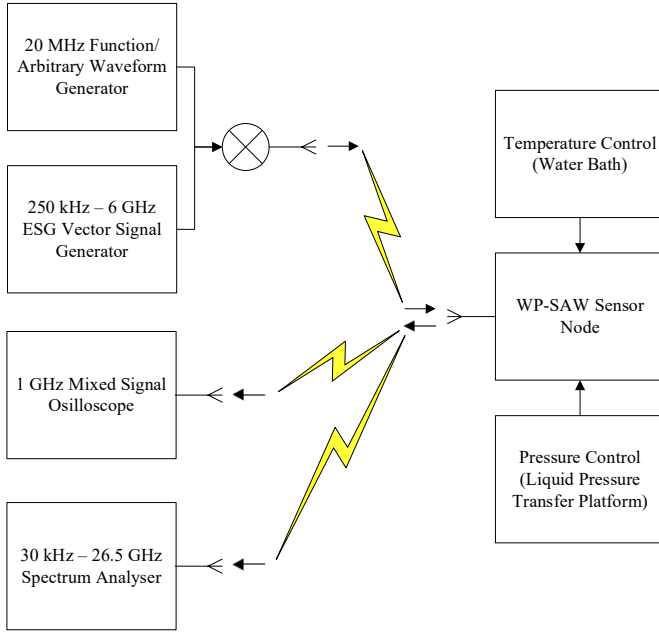 20 MHz Function/
Arbitrary Waveform
Generator
250 kHz – 6 GHz
ESG Vector Signal
Generator
1 GHz Mixed Signal
Osilloscope
30 kHz – 26.5 GHz
Spectrum Analyser
Temperature Control
(Water Bath)
WP-SAW Sensor
Node
Pressure Control
(Liquid Pressure
Transfer Platform)